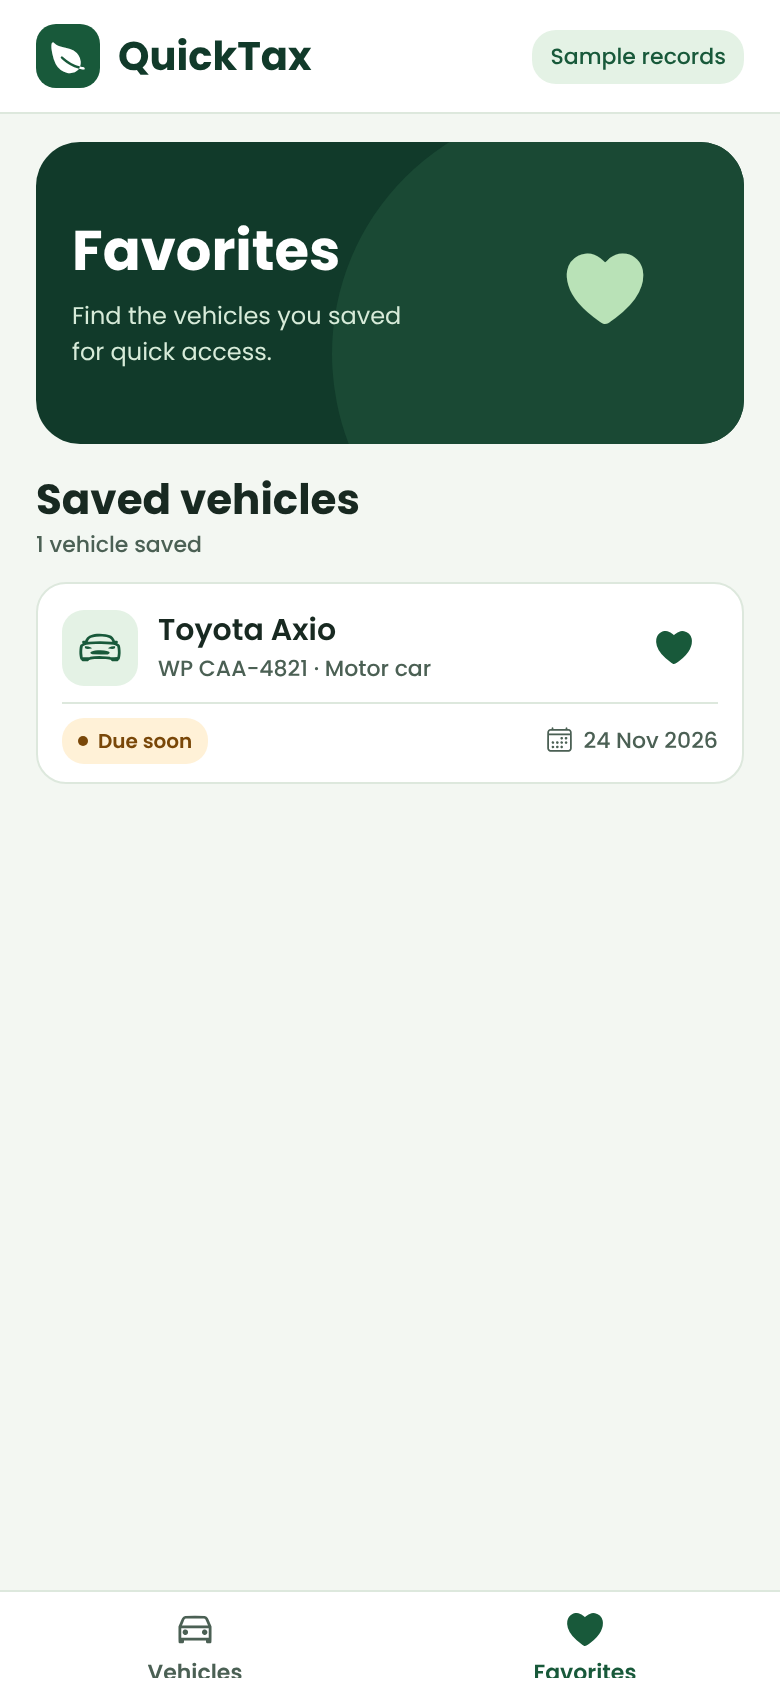 QuickTax
Sample records
Favorites
Find the vehicles you saved
for quick access.
Saved vehicles
1 vehicle saved
Toyota Axio
WP CAA-4821 · Motor car
Due soon
24 Nov 2026
Vehicles
Favorites